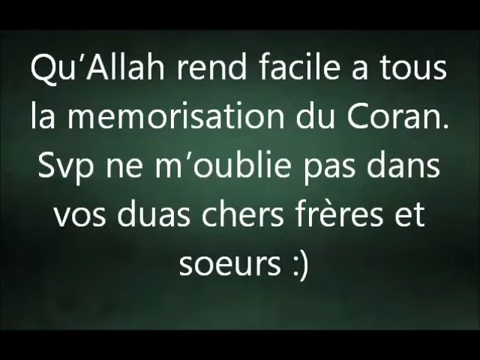 Qu’Allah rend facile a tous
la memorisation du Coran.
Svp ne m’oublie pas dans
vos duas chers frères et
soeurs :)